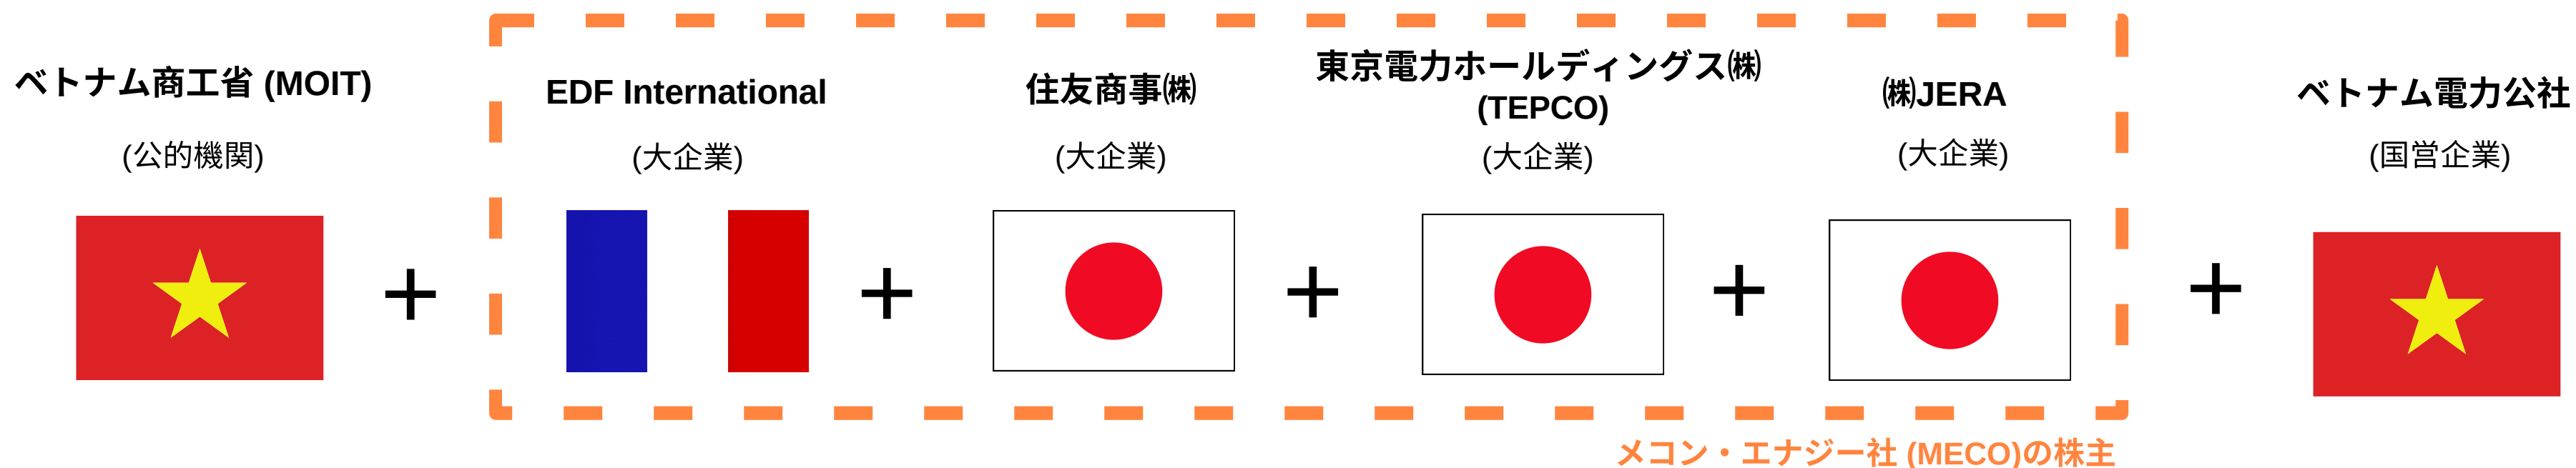 ベトナム商工省 (MOIT)
(公的機関)
EDF International
(大企業)
住友商事㈱
(大企業)
東京電力ホールディングス㈱
(TEPCO)
(大企業)
㈱JERA
(大企業)
ベトナム電力公社
(国営企業)
メコン・エナジー社 (MECO)の株主